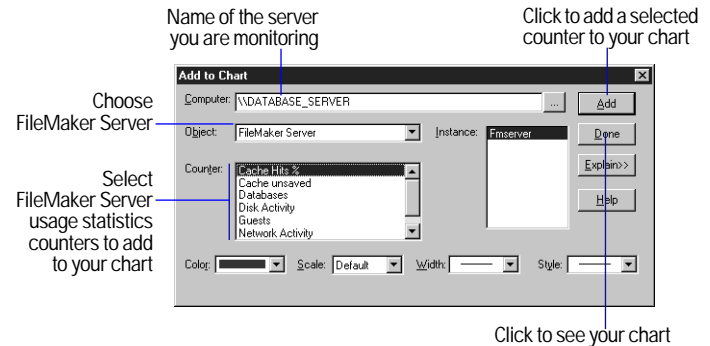 Name of the server
you are monitoring
Click to add a selected
counter to your chart
Add to Chart
Choose
FileMaker Server
Computer: \\DATABASE_SERVER ... Add
Object: FileMaker Server Instance: Fmserver Done
Explain>>
Help
Select
FileMaker Server
usage statistics
counters to add
to your chart
Counter: Cache Hits %
Cache unsaved
Databases
Disk Activity
Guests
Network Activity
Color: Scale: Default Width: Style:
Click to see your chart